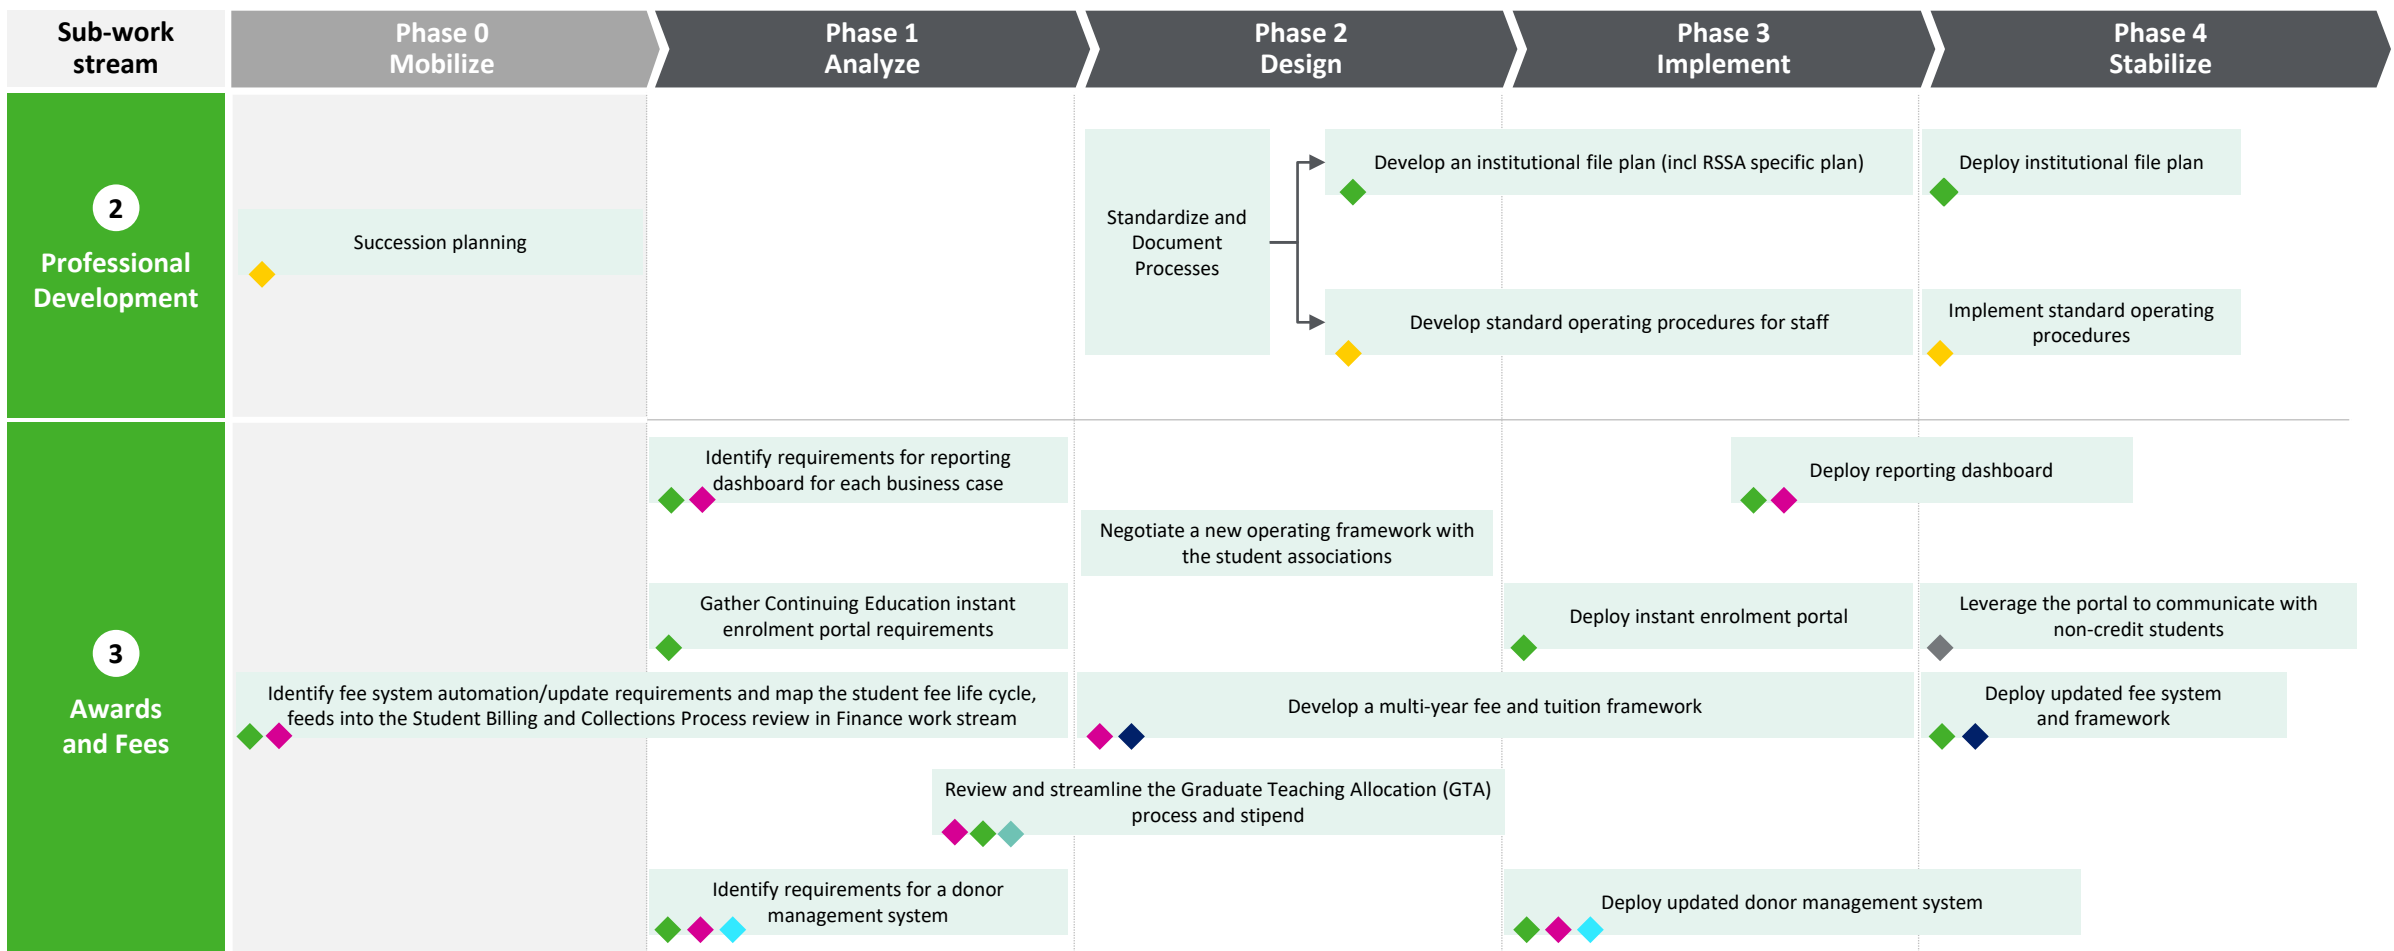 Sub-work
stream
Phase 0
Mobilize
Phase 1
Analyze
Phase 2
Design
Phase 3
Implement
Phase 4
Stabilize
2
Professional
Development
Succession planning
Standardize and
Document
Processes
Develop an institutional file plan (incl RSSA specific plan)
Deploy institutional file plan
Develop standard operating procedures for staff
Implement standard operating
procedures
3
Awards
and Fees
Identify requirements for reporting
dashboard for each business case
Deploy reporting dashboard
Negotiate a new operating framework with
the student associations
Gather Continuing Education instant
enrolment portal requirements
Deploy instant enrolment portal
Leverage the portal to communicate with
non-credit students
Identify fee system automation/update requirements and map the student fee life cycle,
feeds into the Student Billing and Collections Process review in Finance work stream
Develop a multi-year fee and tuition framework
Deploy updated fee system
and framework
Review and streamline the Graduate Teaching Allocation (GTA)
process and stipend
Identify requirements for a donor
management system
Deploy updated donor management system